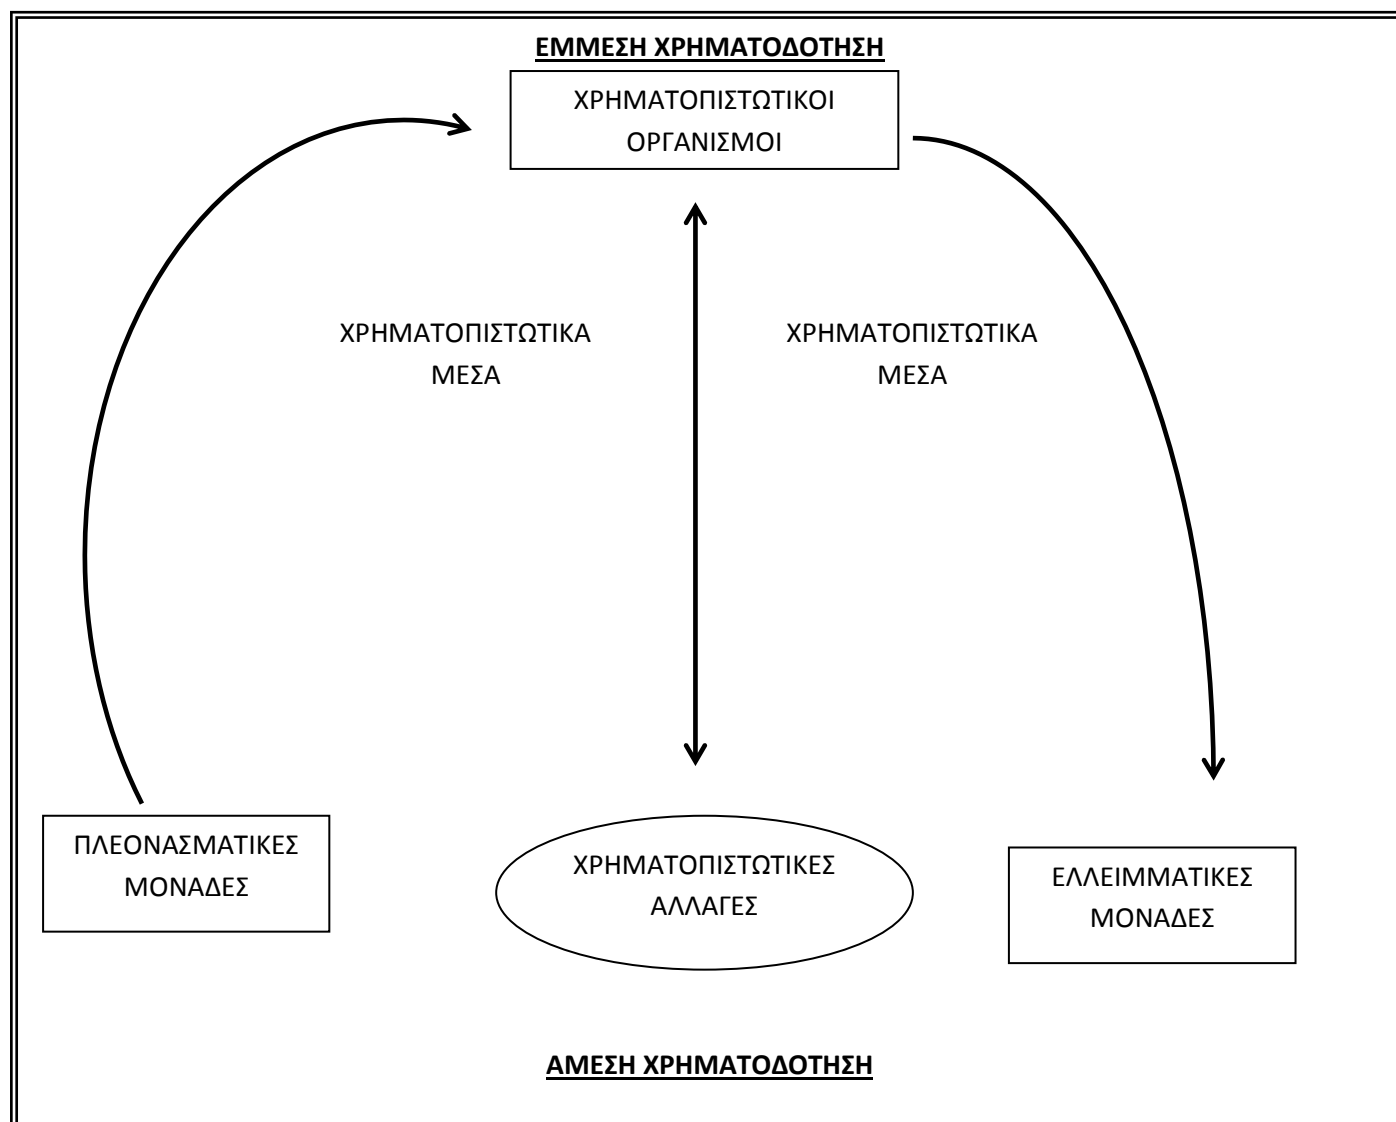 ΕΜΜΕΣΗ ΧΡΗΜΑΤΟΔΟΤΗΣΗ
ΧΡΗΜΑΤΟΠΙΣΤΩΤΙΚΟΙ
ΟΡΓΑΝΙΣΜΟΙ
ΧΡΗΜΑΤΟΠΙΣΤΩΤΙΚΑ
ΜΕΣΑ
ΧΡΗΜΑΤΟΠΙΣΤΩΤΙΚΑ
ΜΕΣΑ
ΠΛΕΟΝΑΣΜΑΤΙΚΕΣ
ΜΟΝΑΔΕΣ
ΧΡΗΜΑΤΟΠΙΣΤΩΤΙΚΕΣ
ΑΛΛΑΓΕΣ
ΕΛΛΕΙΜΜΑΤΙΚΕΣ
ΜΟΝΑΔΕΣ
ΑΜΕΣΗ ΧΡΗΜΑΤΟΔΟΤΗΣΗ